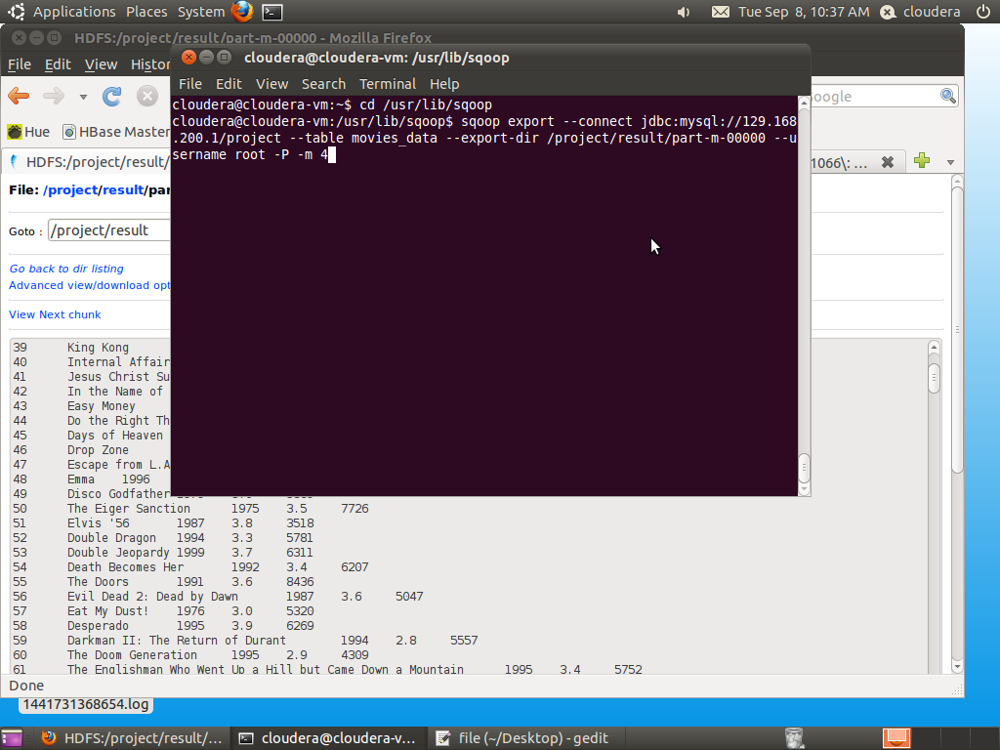 Applications Places System
Tue Sep 8, 10:37 AM
cloudera
HDFS:/project/result/part-m-00000 - Mozilla Firefox
File Edit View Histor
cloudera@cloudera-vm: /usr/lib/sqoop
File Edit View Search Terminal Help
cloudera@cloudera-vm:~$ cd /usr/lib/sqoop
cloudera@cloudera-vm:/usr/lib/sqoop$ sqoop export --connect jdbc:mysql://129.168
.200.1/project --table movies_data --export-dir /project/result/part-m-00000 --u
sername root -P -m 4
oogle
Hue
HBase Master
HDFS:/project/result/
1066\: ...
File: /project/result/par
Goto : /project/result
Go back to dir listing
Advanced view/download opt
View Next chunk
39 King Kong
40 Internal Affair
41 Jesus Christ Su
42 In the Name of
43 Easy Money
44 Do the Right Th
45 Days of Heaven
46 Drop Zone
47 Escape from L.A
48 Emma 1996
49 Disco Godfather
50 The Eiger Sanction 1975 3.5 7726
51 Elvis '56 1987 3.8 3518
52 Double Dragon 1994 3.3 5781
53 Double Jeopardy 1999 3.7 6311
54 Death Becomes Her 1992 3.4 6207
55 The Doors 1991 3.6 8436
56 Evil Dead 2: Dead by Dawn 1987 3.6 5047
57 Eat My Dust! 1976 3.0 5320
58 Desperado 1995 3.9 6269
59 Darkman II: The Return of Durant 1994 2.8 5557
60 The Doom Generation 1995 2.9 4309
61 The Englishman Who Went Up a Hill but Came Down a Mountain 1995 3.4 5752
Done
1441731368654.log
HDFS:/project/result/...
cloudera@cloudera-v...
file (~/Desktop) - gedit